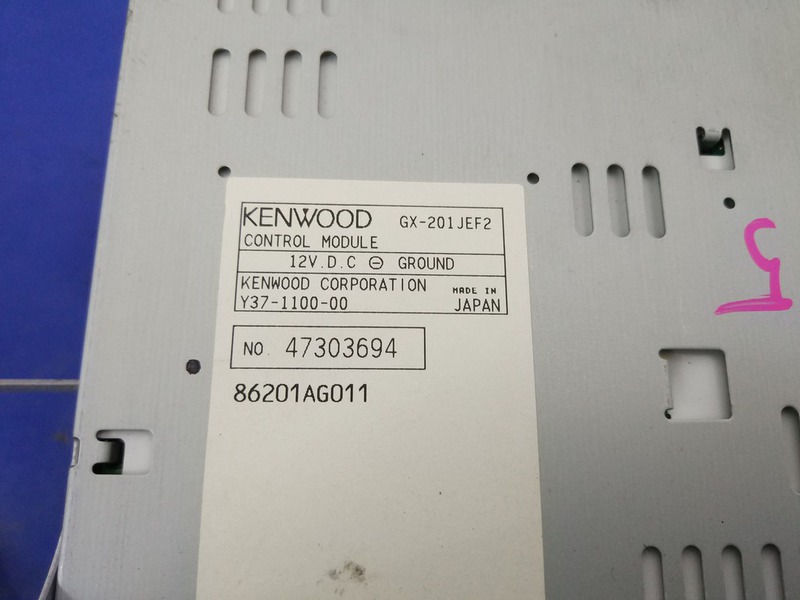 KENWOOD GX-201JEF2
CONTROL MODULE
12V.D.C ⊖ GROUND
KENWOOD CORPORATION MADE IN
Y37-1100-00 JAPAN
NO. 47303694
86201AG011